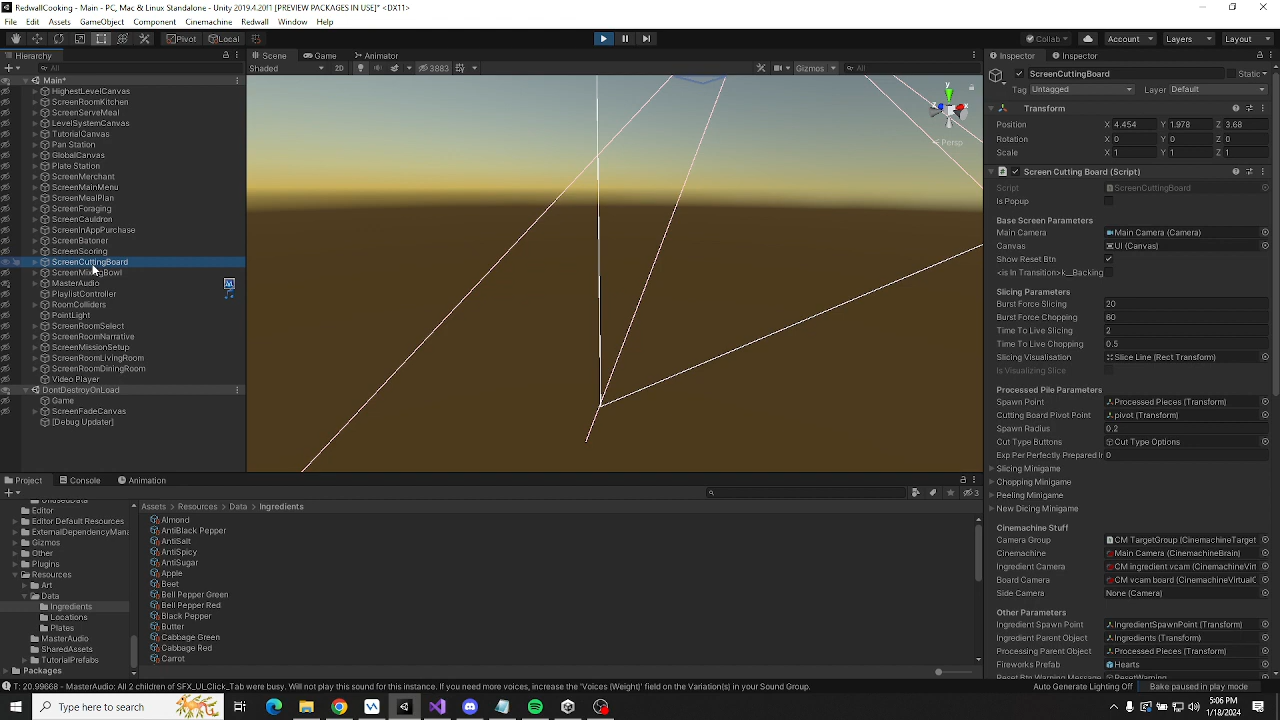 RedwallCooking - Main - PC, Mac & Linux Standalone - Unity 2019.4.20f1 [PREVIEW PACKAGES IN USE]* <DX11>
File Edit Assets GameObject Component Cinemachine Redwall Window Help
Pivot Local Collab Account Layers Layout
Hierarchy Scene Game Animator Inspector Inspector
All Shaded 2D 3883 Gizmos All
ScreenCuttingBoard Static
Tag Untagged Layer Default
Main*
HighestLevelCanvas
ScreenRoomKitchen
ScreenServeMeal
LevelSystemCanvas
TutorialCanvas
Pan Station
GlobalCanvas
Plate Station
ScreenMerchant
ScreenMainMenu
ScreenMealPlan
ScreenForaging
ScreenCauldron
ScreenInAppPurchase
ScreenBatoner
ScreenScoring
ScreenCuttingBoard
ScreenMixingBowl
MasterAudio
PlaylistController
RoomColliders
PointLight
ScreenRoomSelect
ScreenRoomNarrative
ScreenMissionSetup
ScreenRoomLivingRoom
ScreenRoomDiningRoom
Video Player
DontDestroyOnLoad
Game
ScreenFadeCanvas
[Debug Updater]
y
x
z
Persp
Transform
Position X 4.454 Y 1.978 Z 3.68
Rotation X 0 Y 0 Z 0
Scale X 1 Y 1 Z 1
Screen Cutting Board (Script)
Script ScreenCuttingBoard
Is Popup
Base Screen Parameters
Main Camera Main Camera (Camera)
Canvas UI (Canvas)
Show Reset Btn
<is In Transition>k__Backing
Slicing Parameters
Burst Force Slicing 20
Burst Force Chopping 60
Time To Live Slicing 2
Time To Live Chopping 0.5
Slicing Visualisation Slice Line (Rect Transform)
Is Visualizing Slice
Processed Pile Parameters
Spawn Point Processed Pieces (Transform)
Cutting Board Pivot Point pivot (Transform)
Spawn Radius 0.2
Cut Type Buttons Cut Type Options
Exp Per Perfectly Prepared In 0
Slicing Minigame
Chopping Minigame
Peeling Minigame
New Dicing Minigame
Cinemachine Stuff
Camera Group CM TargetGroup (CinemachineTarget
Cinemachine Main Camera (CinemachineBrain)
Ingredient Camera CM ingredient vcam (CinemachineVirt
Board Camera CM vcam board (CinemachineVirtualC
Side Camera None (Camera)
Other Parameters
Ingredient Spawn Point IngredientSpawnPoint (Transform)
Ingredient Parent Object Ingredients (Transform)
Processing Parent Object Processed Pieces (Transform)
Fireworks Prefab Hearts
Reset Btn Warning Message ResetWarning
Project Console Animation
3
UnusedData
Editor
Editor Default Resources
ExternalDependencyMana
Gizmos
Other
Plugins
Resources
Art
Data
Ingredients
Locations
Plates
MasterAudio
SharedAssets
TutorialPrefabs
Packages
Assets > Resources > Data > Ingredients
Almond
AntiBlack Pepper
AntiSalt
AntiSpicy
AntiSugar
Apple
Beet
Bell Pepper Green
Bell Pepper Red
Black Pepper
Butter
Cabbage Green
Cabbage Red
Carrot
T: 20.99668 - MasterAudio: All 2 children of SFX_UI_Click_Tab were busy. Will not play this sound for this instance. If you need more voices, increase the 'Voices (Weight)' field on the Variation(s) in your Sound Group.
Auto Generate Lighting Off Bake paused in play mode
Type here to search
5:06 PM
1/18/2024